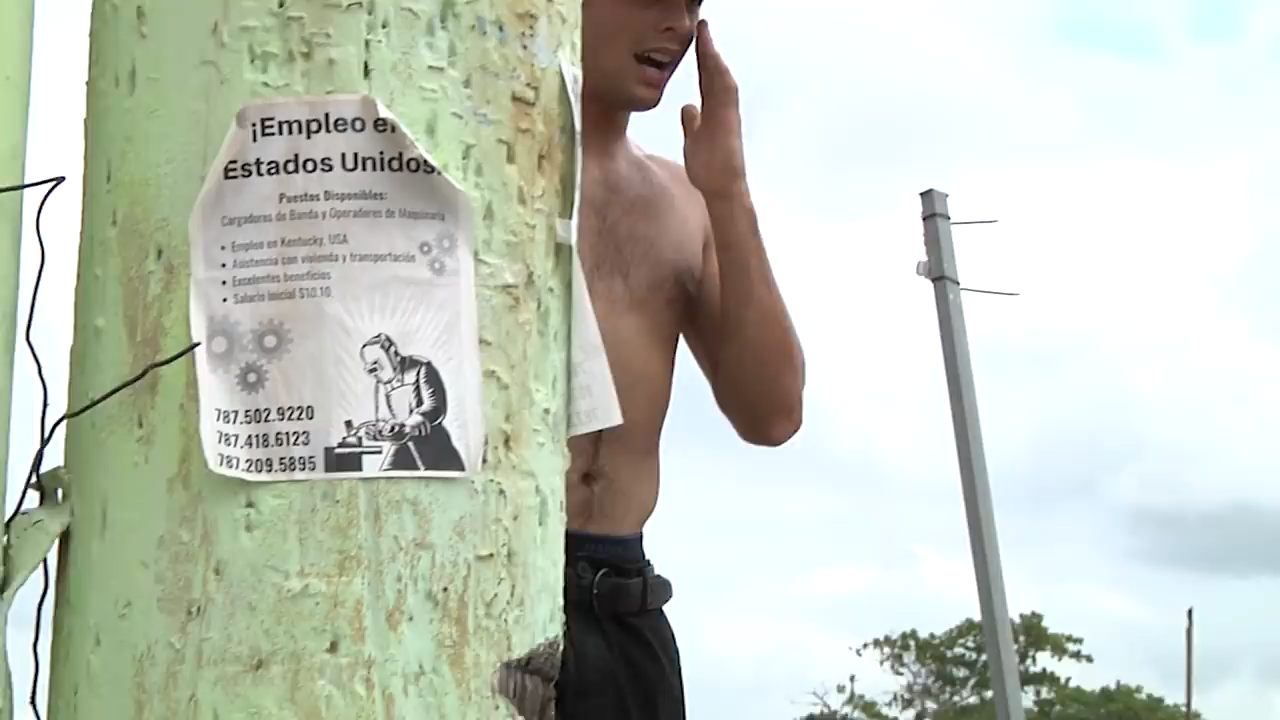 ¡Empleo en
Estados Unidos!
Puestos Disponibles:
Cargadores de Banda y Operadores de Maquinaria
• Empleo en Kentucky, USA
• Asistencia con vivienda y transportación
• Excelentes beneficios
• Salario Inicial $10.10
787.502.9220
787.418.6123
787.209.5895